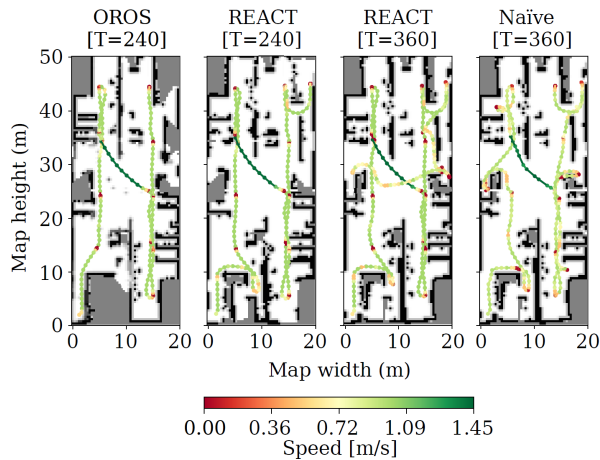 OROS REACT REACT Naïve
[T=240] [T=240] [T=360] [T=360]
50
40
30
20
10
0
Map height (m)
0 10 20 0 10 20 0 10 20 0 10 20
Map width (m)
0.00 0.36 0.72 1.09 1.45
Speed [m/s]